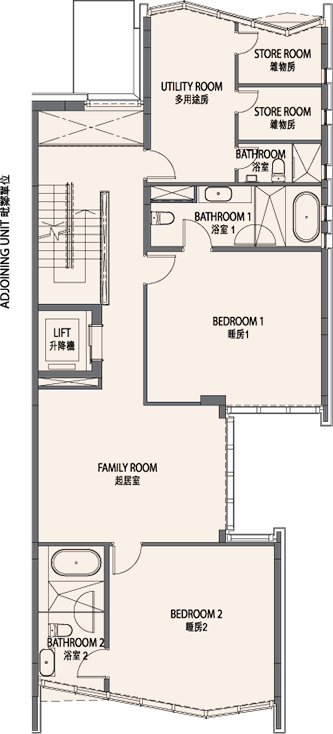 STORE ROOM
雜物房
UTILITY ROOM
多用途房
STORE ROOM
雜物房
BATHROOM
浴室
ADJOINING UNIT 毗鄰單位
BATHROOM 1
浴室 1
LIFT
升降機
BEDROOM 1
睡房1
FAMILY ROOM
起居室
BEDROOM 2
睡房2
BATHROOM 2
浴室 2